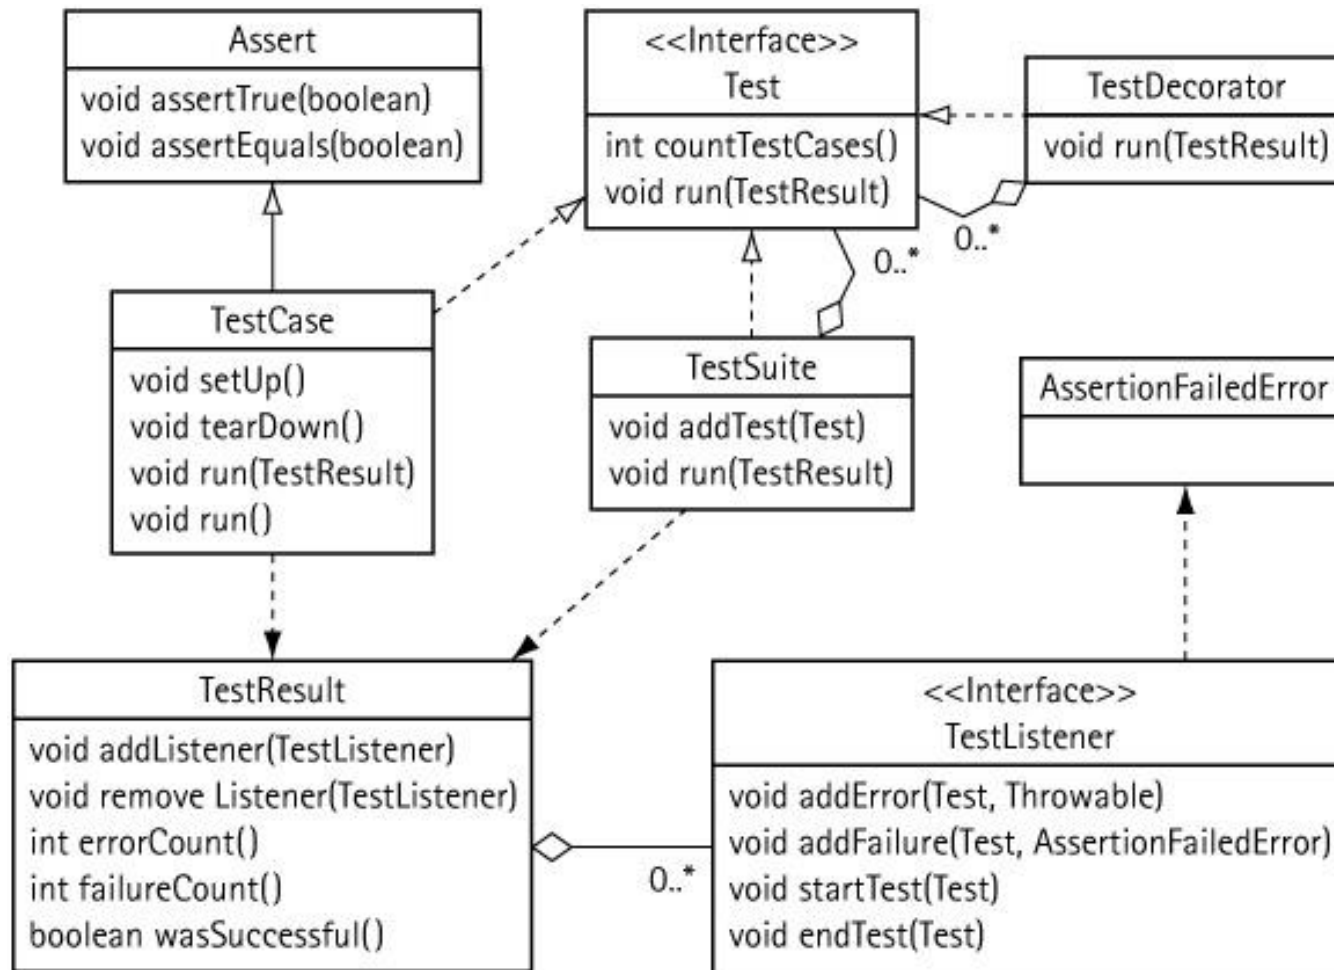 Assert
void assertTrue(boolean)
void assertEquals(boolean)
<<Interface>>
Test
int countTestCases()
void run(TestResult)
TestDecorator
void run(TestResult)
0..*
0..*
TestCase
void setUp()
void tearDown()
void run(TestResult)
void run()
TestSuite
void addTest(Test)
void run(TestResult)
AssertionFailedError
TestResult
void addListener(TestListener)
void remove Listener(TestListener)
int errorCount()
int failureCount()
boolean wasSuccessful()
0..*
<<Interface>>
TestListener
void addError(Test, Throwable)
void addFailure(Test, AssertionFailedError)
void startTest(Test)
void endTest(Test)